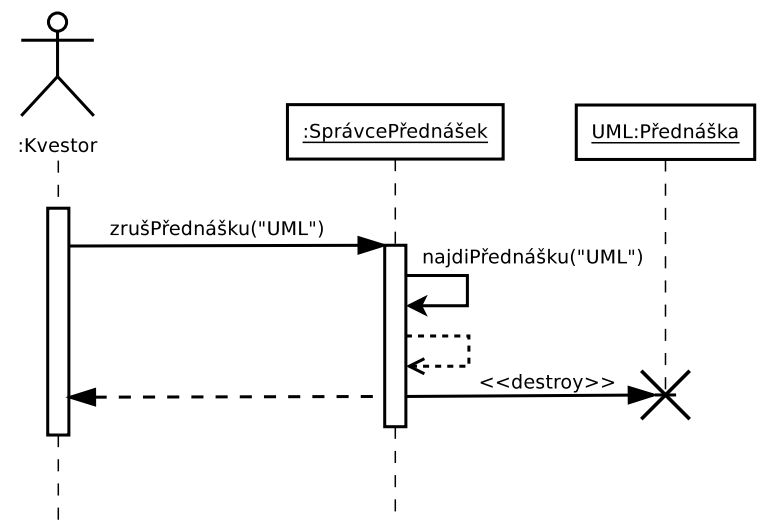 :Kvestor
:SprávcePřednášek
UML:Přednáška
zrušPřednášku("UML")
najdiPřednášku("UML")
<<destroy>>